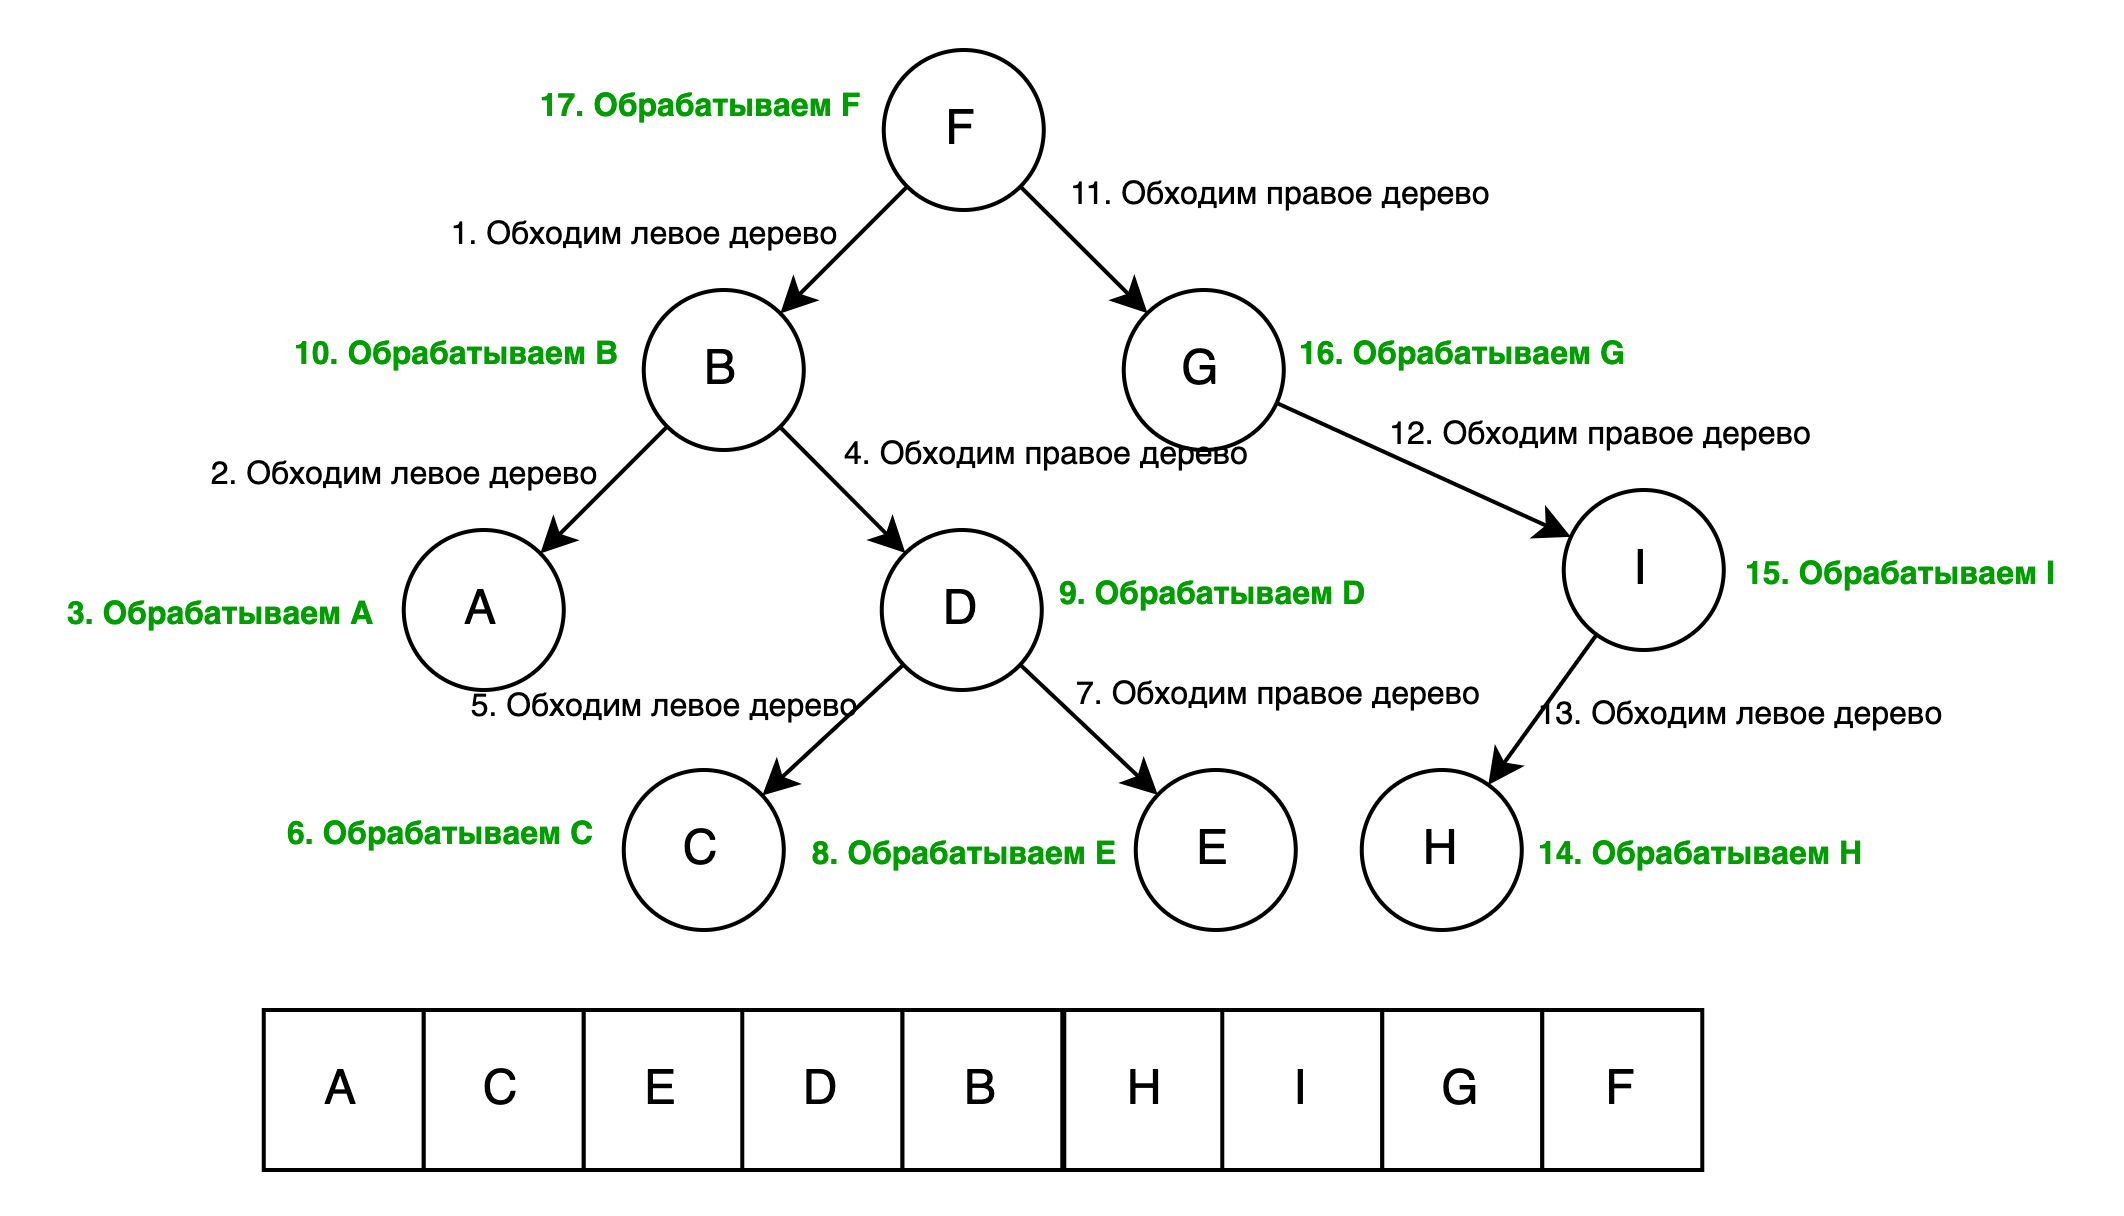 F
17. Обрабатываем F
11. Обходим правое дерево
1. Обходим левое дерево
10. Обрабатываем B
B
G
16. Обрабатываем G
12. Обходим правое дерево
4. Обходим правое дерево
2. Обходим левое дерево
I
15. Обрабатываем I
3. Обрабатываем A
A
D
9. Обрабатываем D
5. Обходим левое дерево
7. Обходим правое дерево
13. Обходим левое дерево
6. Обрабатываем C
C
8. Обрабатываем E
E
H
14. Обрабатываем H
A C E D B H I G F